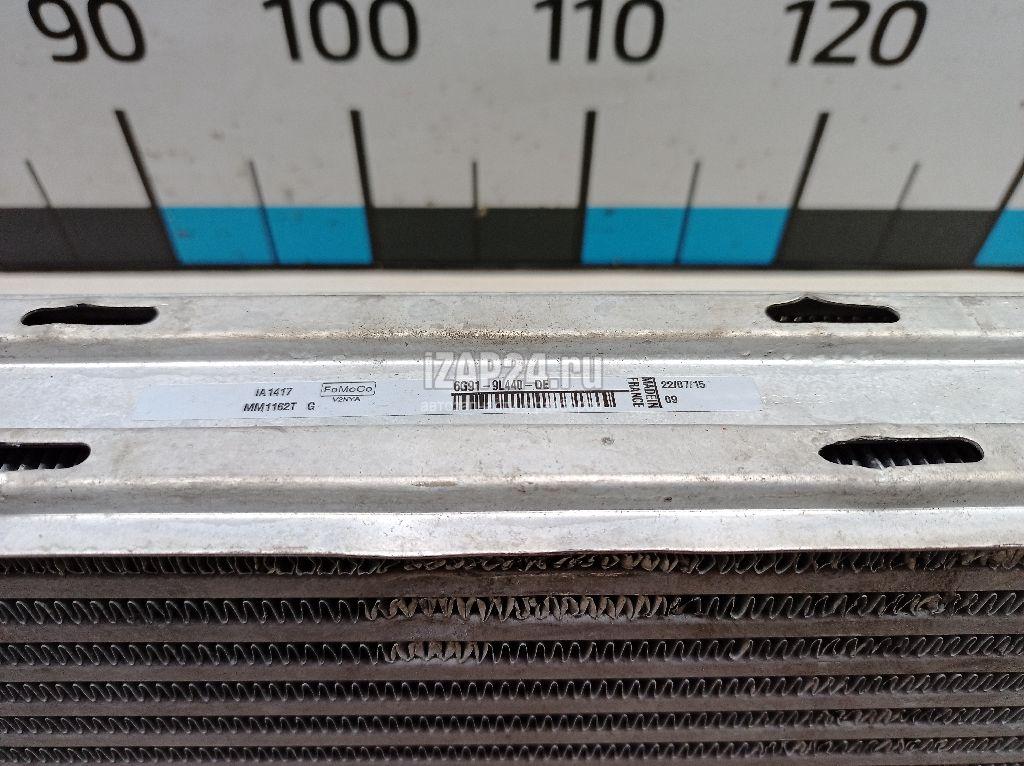 90 100 110 120
iZAP24.ru
IA1417 FoMoCo 6G91-9L440- MADE IN FRANCE 22/07/15
V2NYA
MM1162T G 09